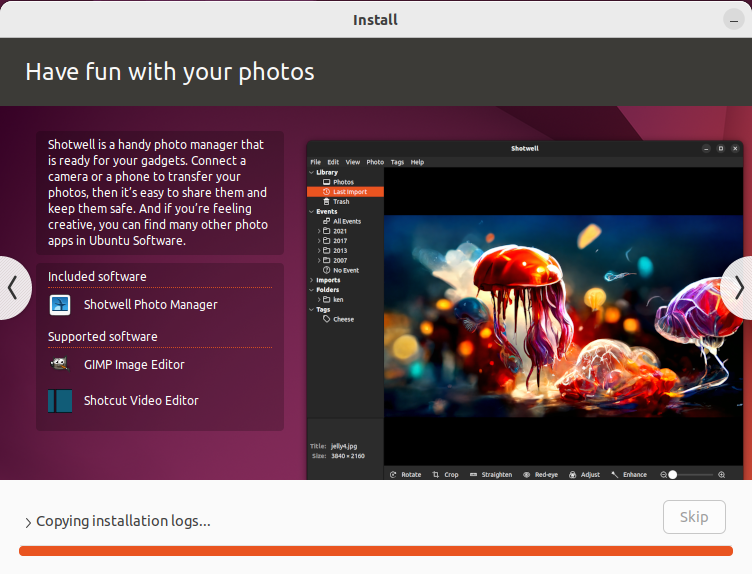 Install
Have fun with your photos
Shotwell is a handy photo manager that
is ready for your gadgets. Connect a
camera or a phone to transfer your
photos, then it’s easy to share them and
keep them safe. And if you’re feeling
creative, you can find many other photo
apps in Ubuntu Software.
Included software
Shotwell Photo Manager
Supported software
GIMP Image Editor
Shotcut Video Editor
Shotwell
File Edit View Photo Tags Help
Library
Photos
Last Import
Trash
Events
All Events
2021
2017
2013
2007
No Event
Imports
Folders
ken
Tags
Cheese
Title: jelly4.jpg
Size: 3840 × 2160
Rotate Crop Straighten Red-eye Adjust Enhance
Copying installation logs...
Skip